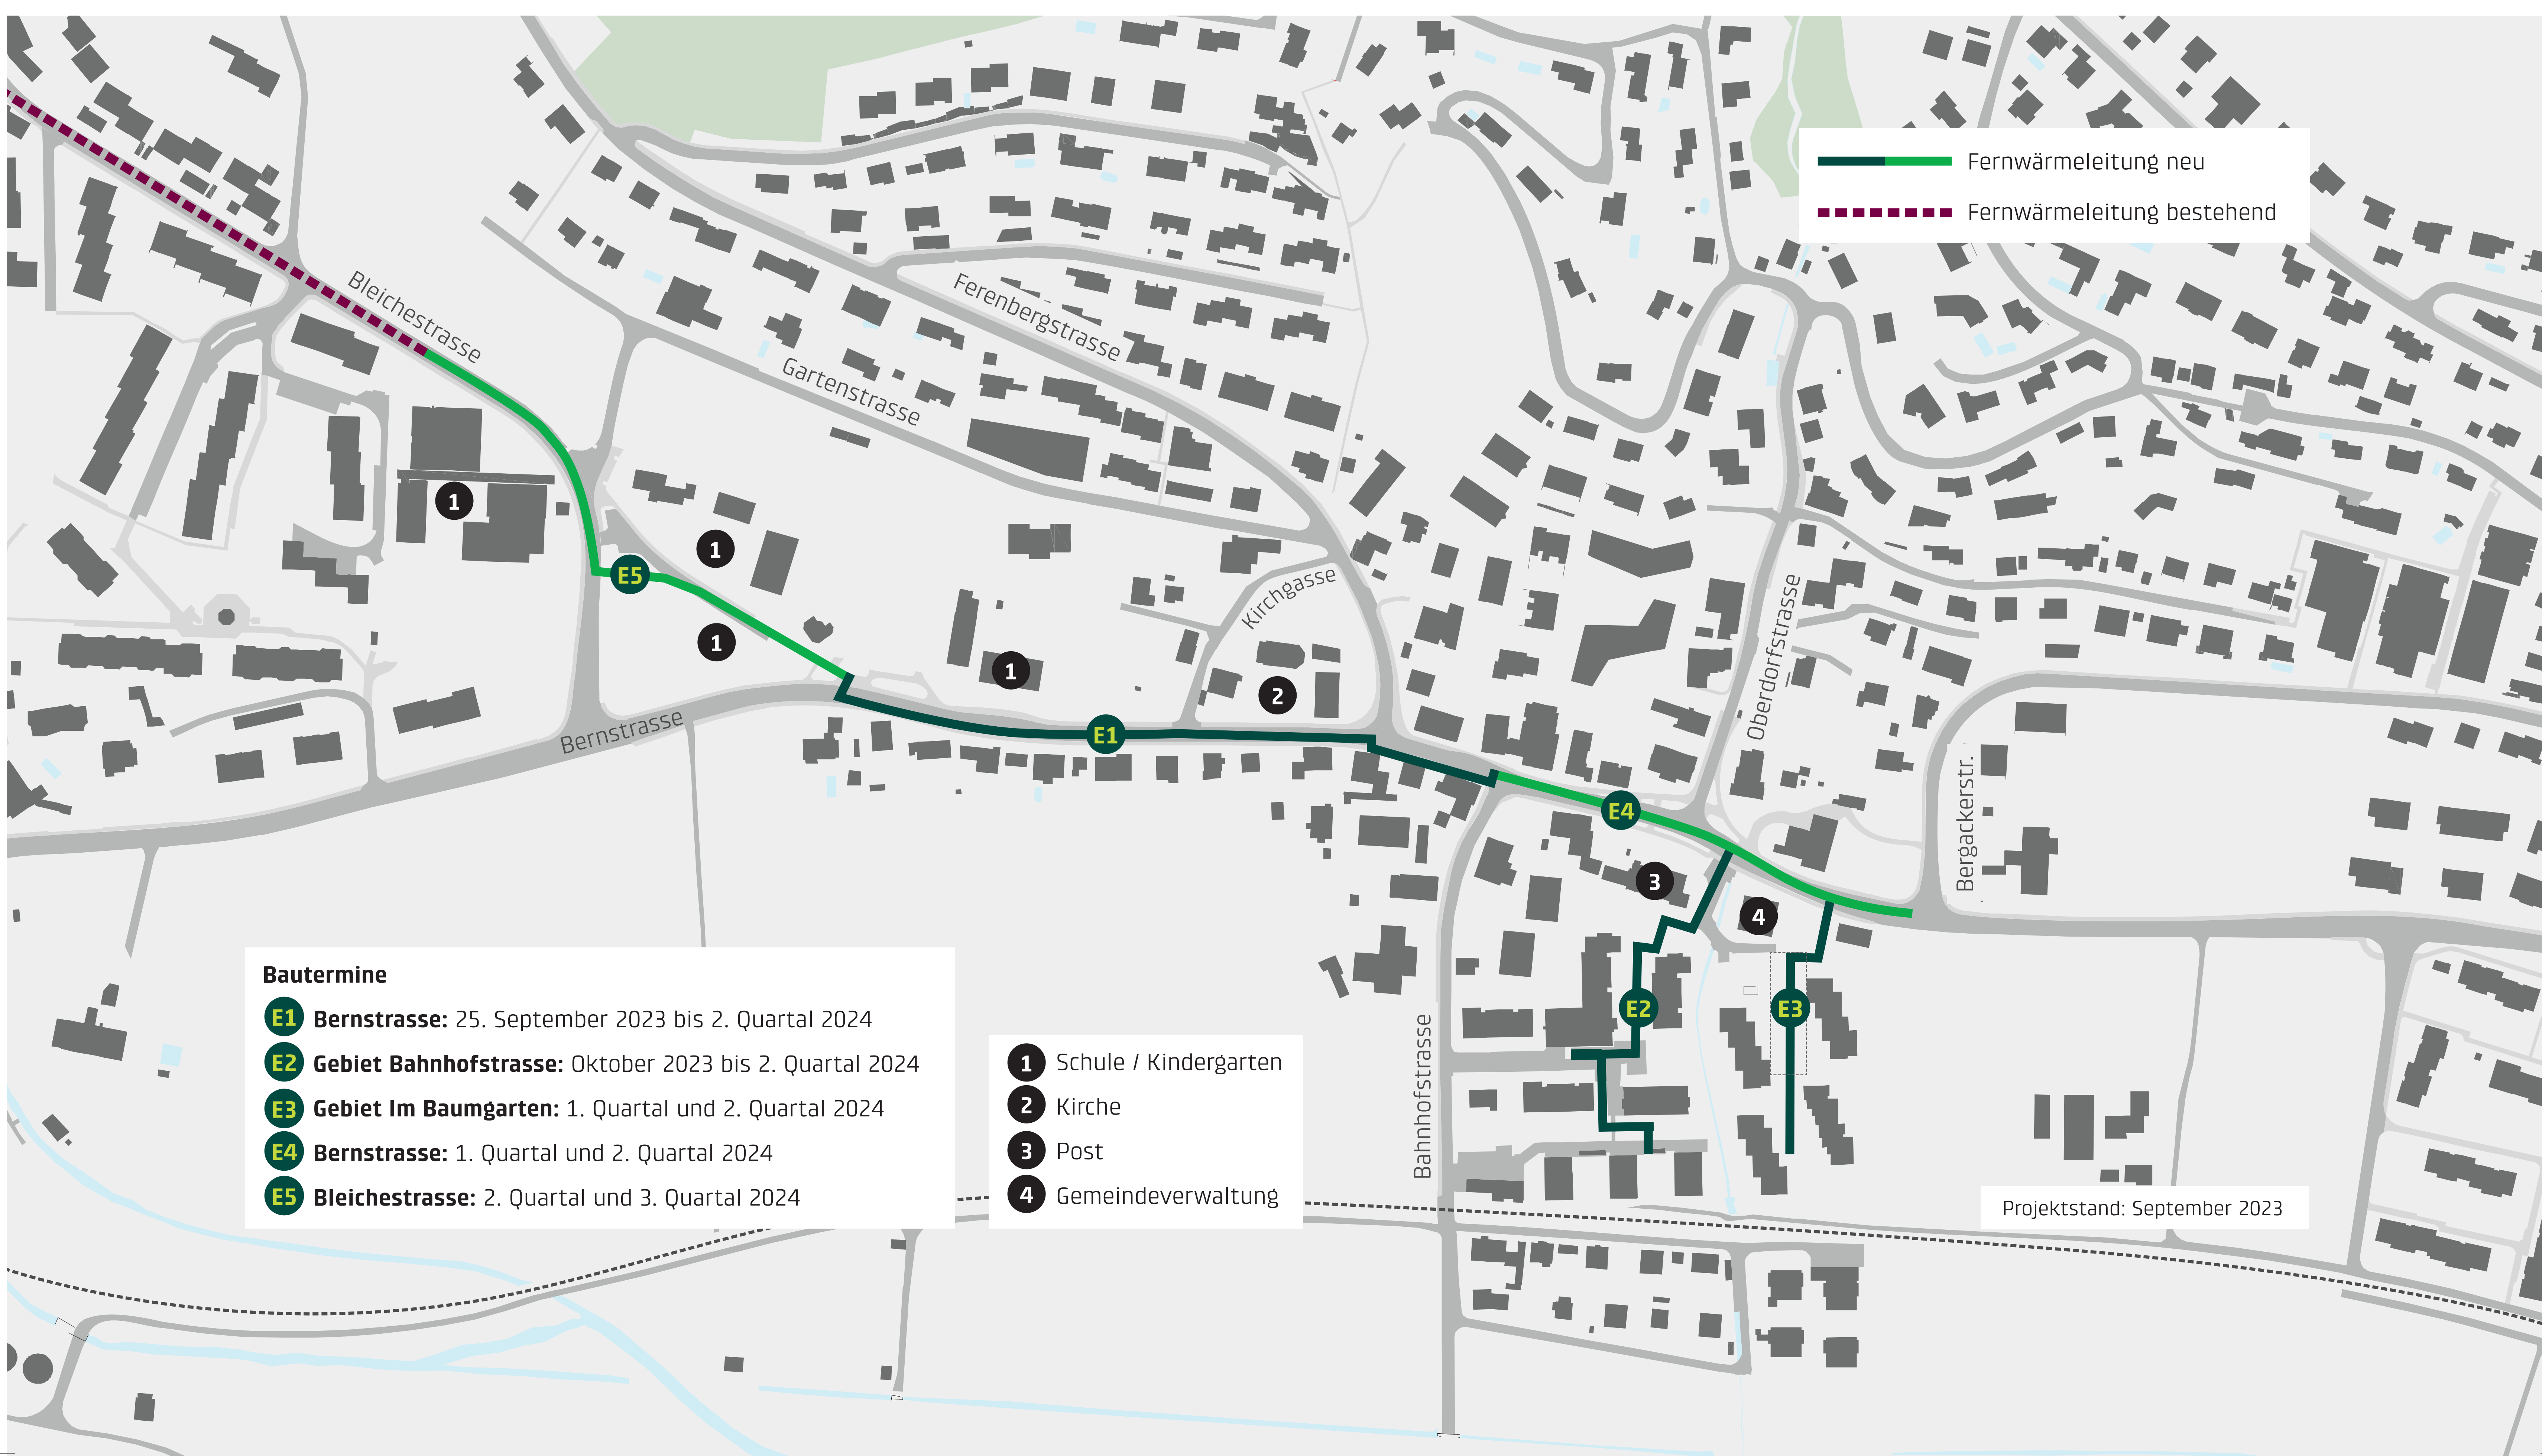 Fernwärmeleitung neu
Fernwärmeleitung bestehend
Bleichestrasse
Ferenbergstrasse
Gartenstrasse
1
1
E5
Kirchgasse
Oberdorfstrasse
1
1
2
Bernstrasse
E1
E4
Bergackerstr.
3
4
E2
E3
Bahnhofstrasse
Bautermine
E1 Bernstrasse: 25. September 2023 bis 2. Quartal 2024
E2 Gebiet Bahnhofstrasse: Oktober 2023 bis 2. Quartal 2024
E3 Gebiet Im Baumgarten: 1. Quartal und 2. Quartal 2024
E4 Bernstrasse: 1. Quartal und 2. Quartal 2024
E5 Bleichestrasse: 2. Quartal und 3. Quartal 2024
1 Schule / Kindergarten
2 Kirche
3 Post
4 Gemeindeverwaltung
Projektstand: September 2023